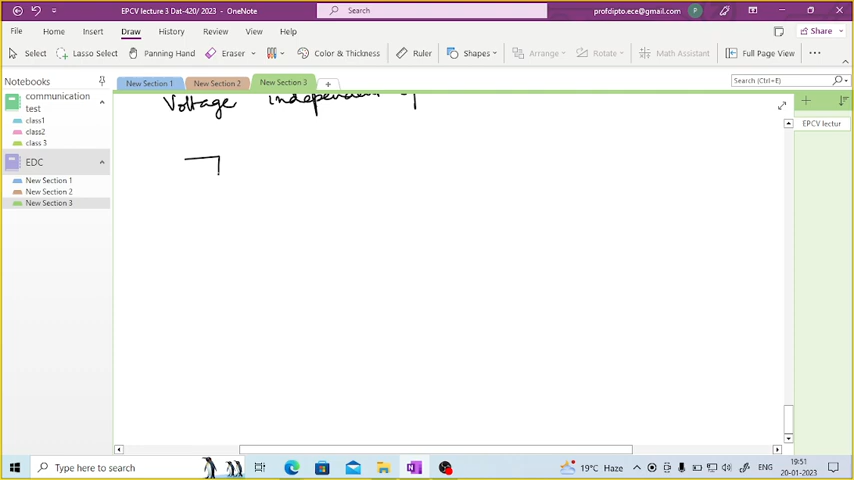 EPCV lecture 3 Dat-420/ 2023 - OneNote
Search
profdipto.ece@gmail.com
P
File
Home
Insert
Draw
History
Review
View
Help
Share
Select
Lasso Select
Panning Hand
Eraser
Color & Thickness
Ruler
Shapes
Arrange
Rotate
Math Assistant
Full Page View
Notebooks
New Section 1
New Section 2
New Section 3
Search (Ctrl+E)
communication
test
class1
class2
class 3
EDC
New Section 1
New Section 2
New Section 3
EPCV lectur
Voltage independent of
Type here to search
19°C Haze
ENG
19:51
20-01-2023